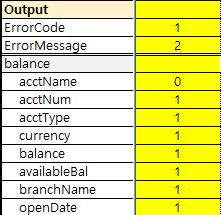 Output
ErrorCode 1
ErrorMessage 2
balance
acctName 0
acctNum 1
acctType 1
currency 1
balance 1
availableBal 1
branchName 1
openDate 1